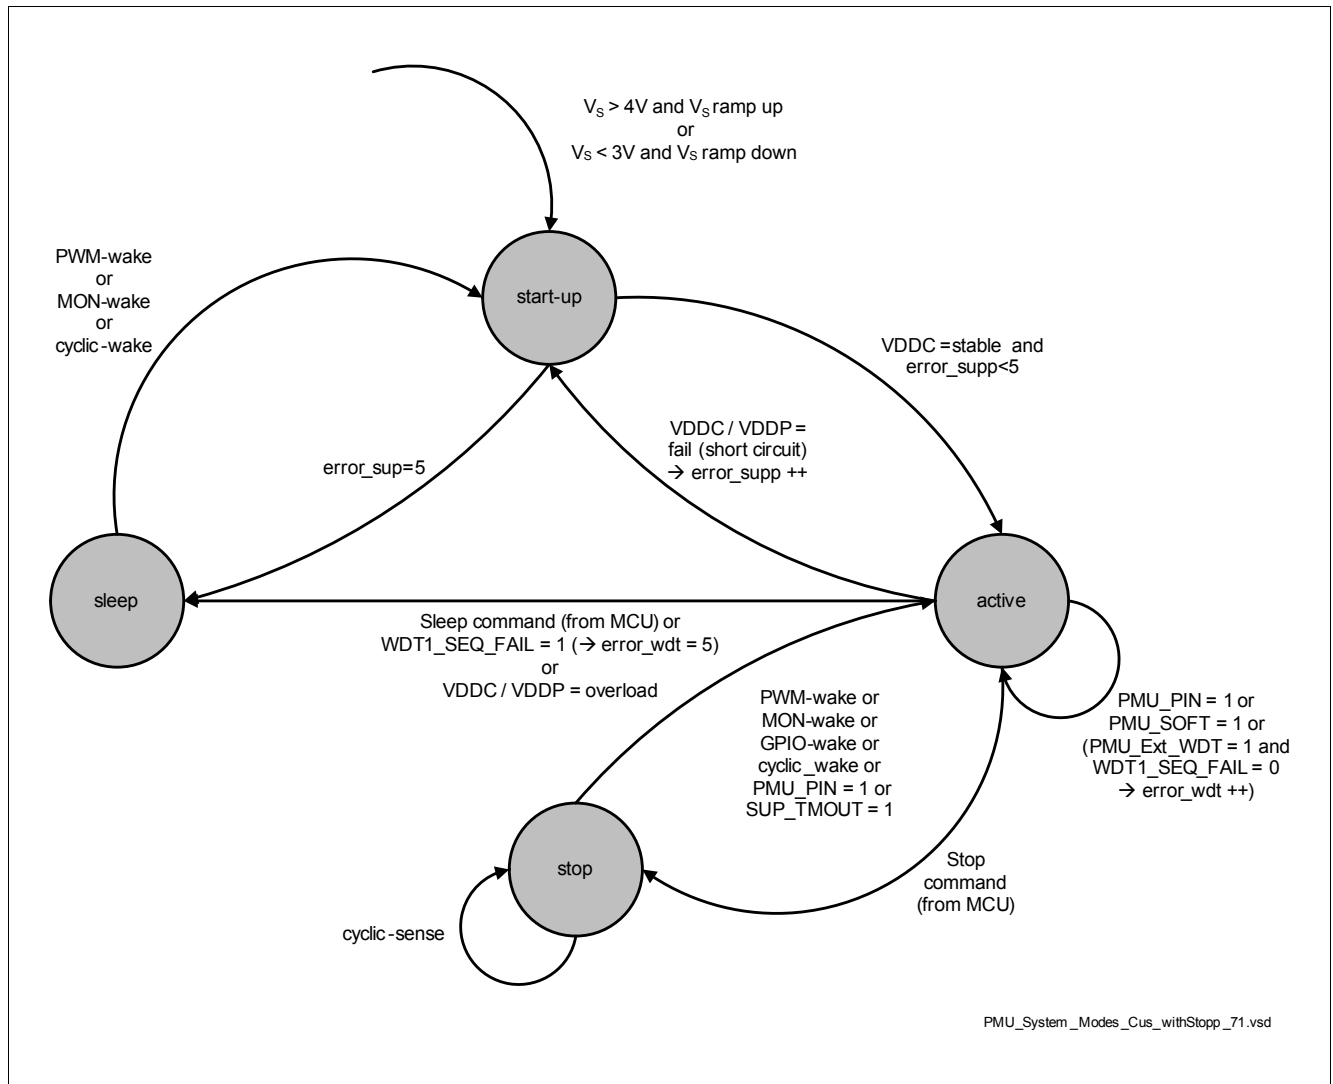 V_S > 4V and V_S ramp up
or
V_S < 3V and V_S ramp down
PWM-wake
or
MON-wake
or
cyclic-wake
start-up
VDDC =stable and
error_supp<5
VDDC / VDDP =
fail (short circuit)
→ error_supp ++
error_sup=5
sleep
active
Sleep command (from MCU) or
WDT1_SEQ_FAIL = 1 (→ error_wdt = 5)
or
VDDC / VDDP = overload
PWM-wake or
MON-wake or
GPIO-wake or
cyclic_wake or
PMU_PIN = 1 or
SUP_TMOUT = 1
PMU_PIN = 1 or
PMU_SOFT = 1 or
(PMU_Ext_WDT = 1 and
WDT1_SEQ_FAIL = 0
→ error_wdt ++)
stop
Stop
command
(from MCU)
cyclic-sense
PMU_System_Modes_Cus_withStopp_71.vsd